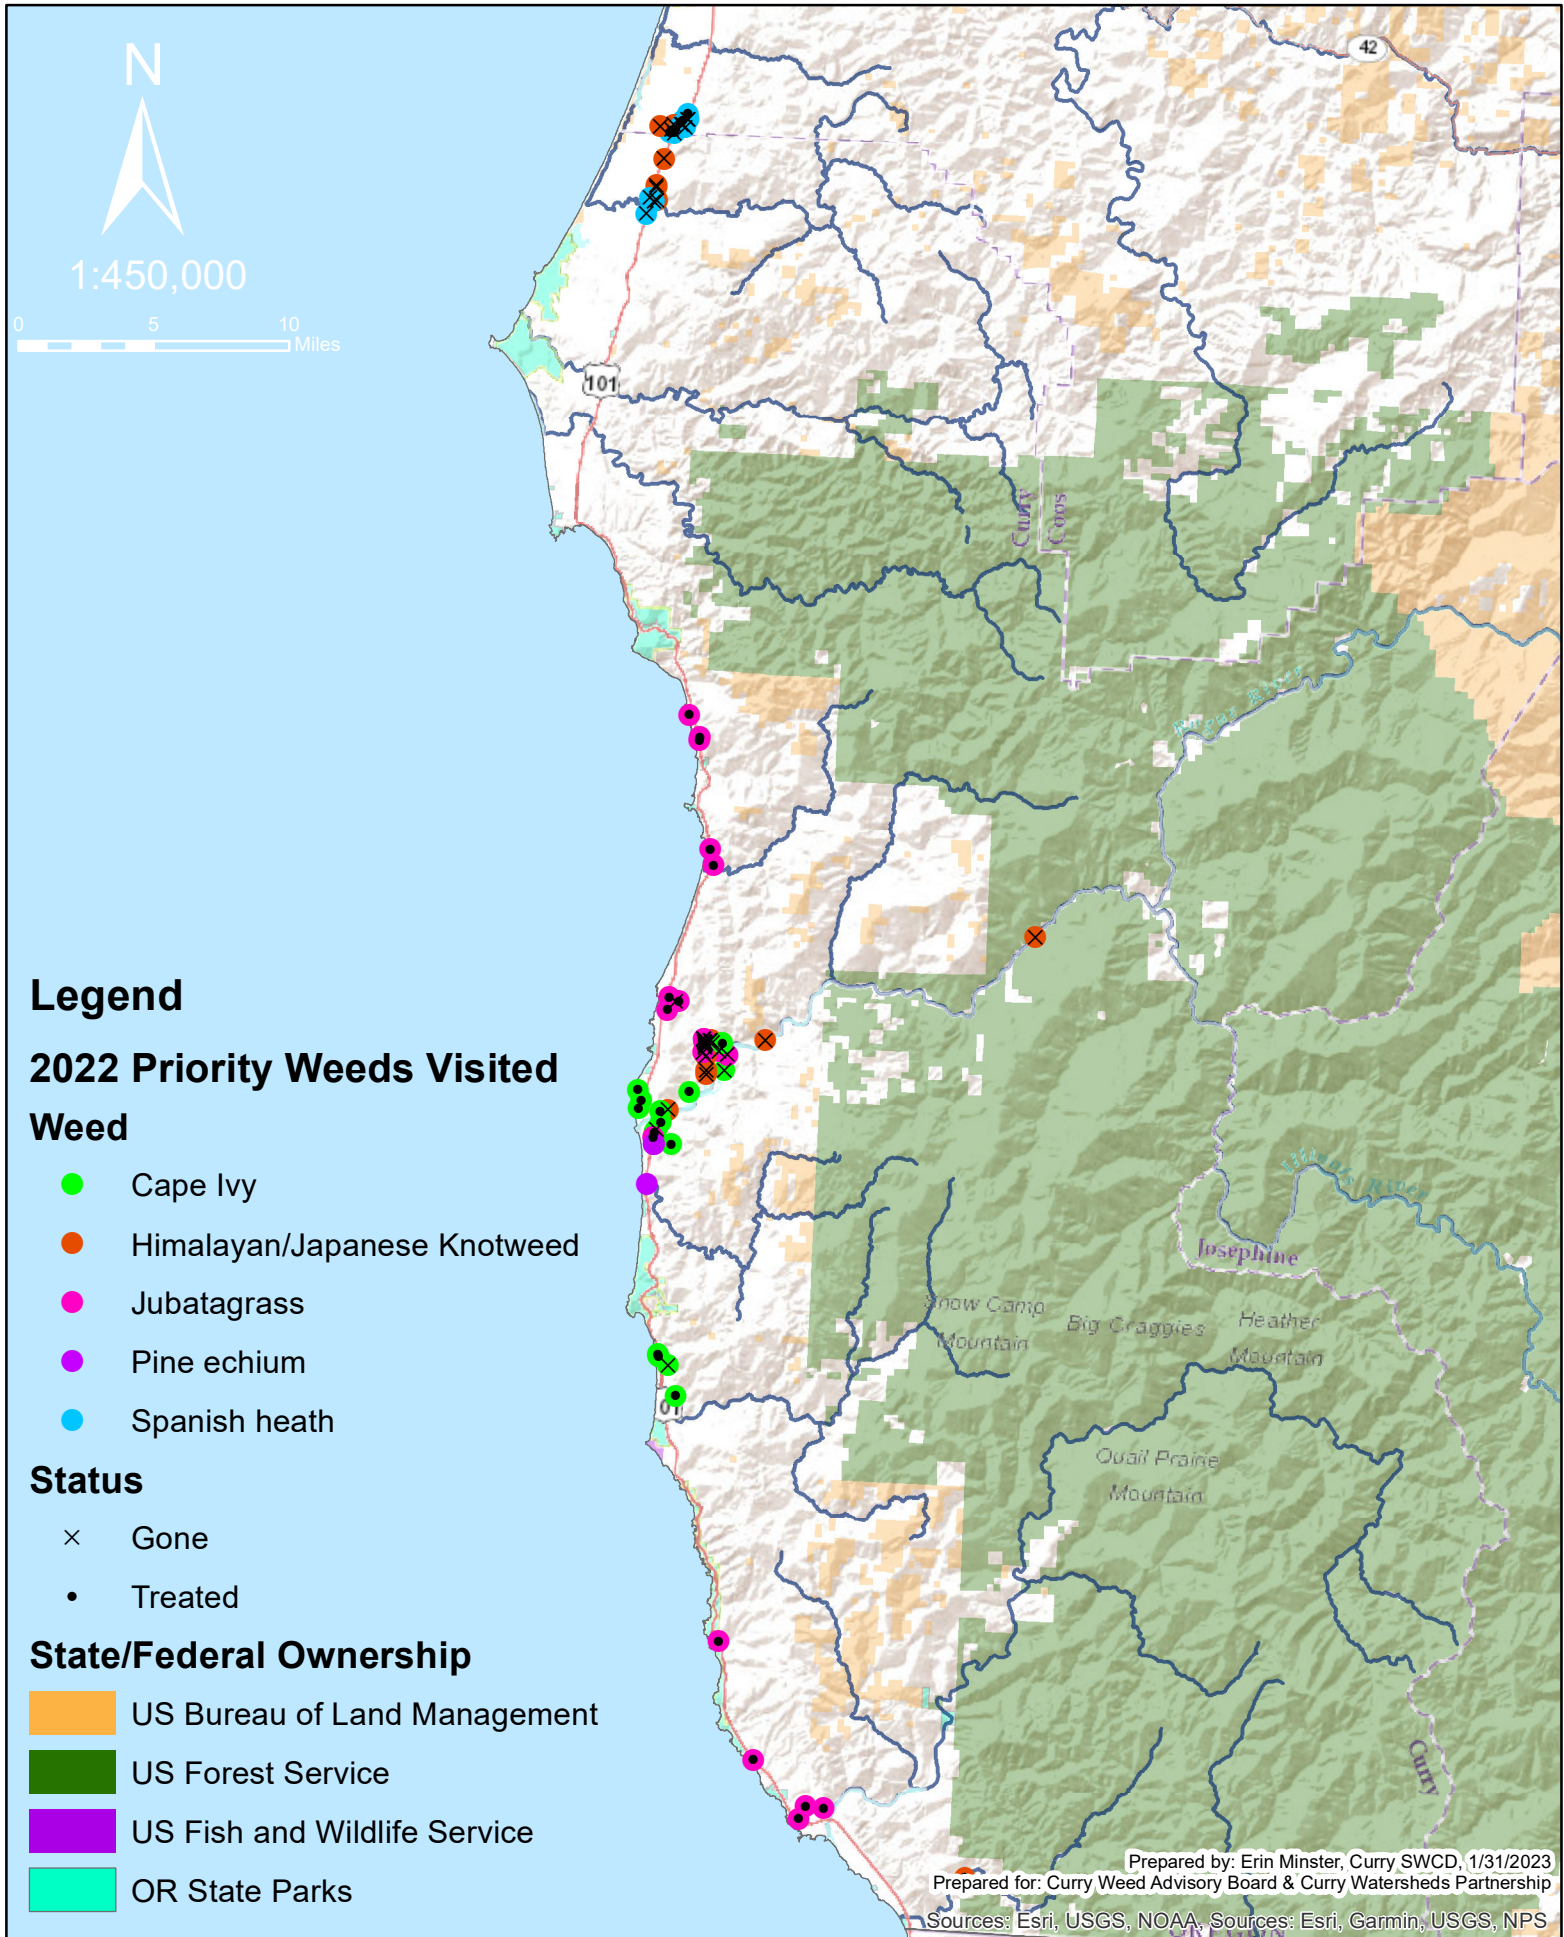 N
1:450,000
0 5 10
Miles
42
101
Curry
Coos
Rogue River
Legend
2022 Priority Weeds Visited
Weed
Cape Ivy
Himalayan/Japanese Knotweed
Jubatagrass
Pine echium
Spanish heath
Status
Gone
Treated
State/Federal Ownership
US Bureau of Land Management
US Forest Service
US Fish and Wildlife Service
OR State Parks
Illinois River
Josephine
Snow Camp
Mountain
Big Craggies
Heather
Mountain
01
Quail Prairie
Mountain
Curry
Prepared by: Erin Minster, Curry SWCD, 1/31/2023
Prepared for: Curry Weed Advisory Board & Curry Watersheds Partnership
Sources: Esri, USGS, NOAA, Sources: Esri, Garmin, USGS, NPS